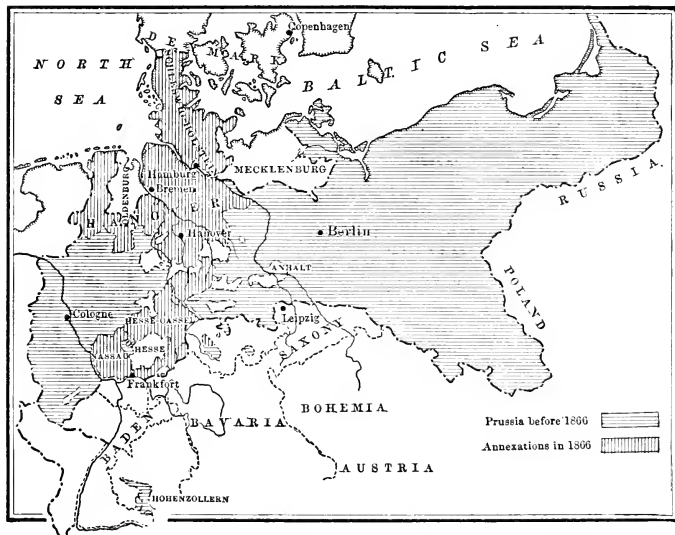 Copenhagen
DENMARK
NORTH
SEA
BALTIC SEA
SCHLESWIG-HOLSTEIN
MECKLENBURG
Hamburg
Bremen
OLDENBURG
HANOVER
Hanover
Berlin
RUSSIA
POLAND
ANHALT
Cologne
HESSE CASSEL
Leipzig
SAXONY
HESSE
NASSAU
Frankfort
BOHEMIA
BAVARIA
BADEN
AUSTRIA
HOHENZOLLERN
Prussia before 1866
Annexations in 1866